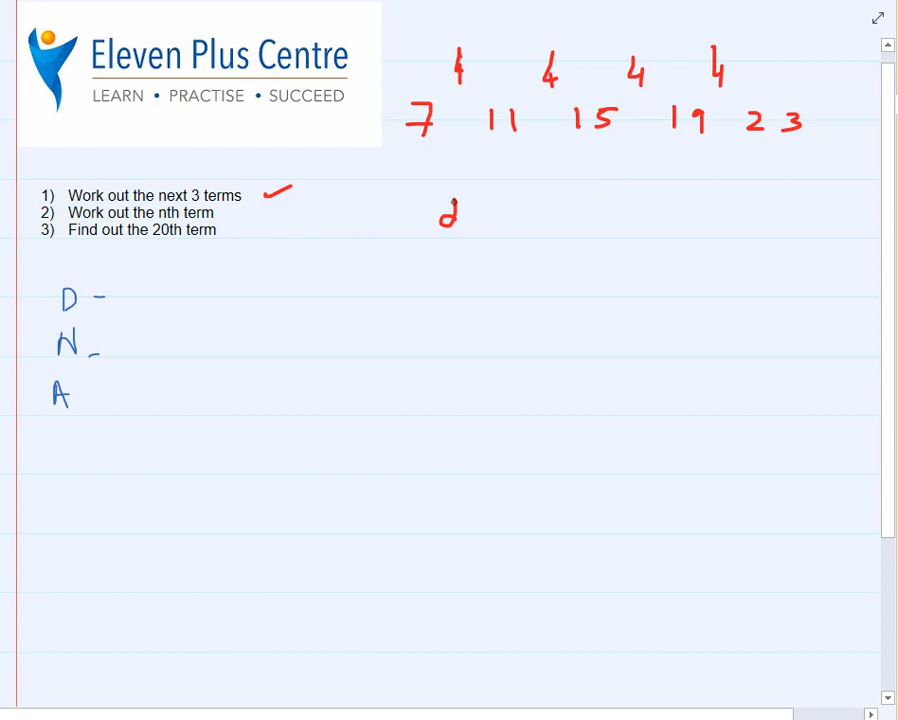 Eleven Plus Centre
LEARN • PRACTISE • SUCCEED
4 4 4 4
7 11 15 19 23
1) Work out the next 3 terms ✓
2) Work out the nth term
3) Find out the 20th term
d
D -
N -
A